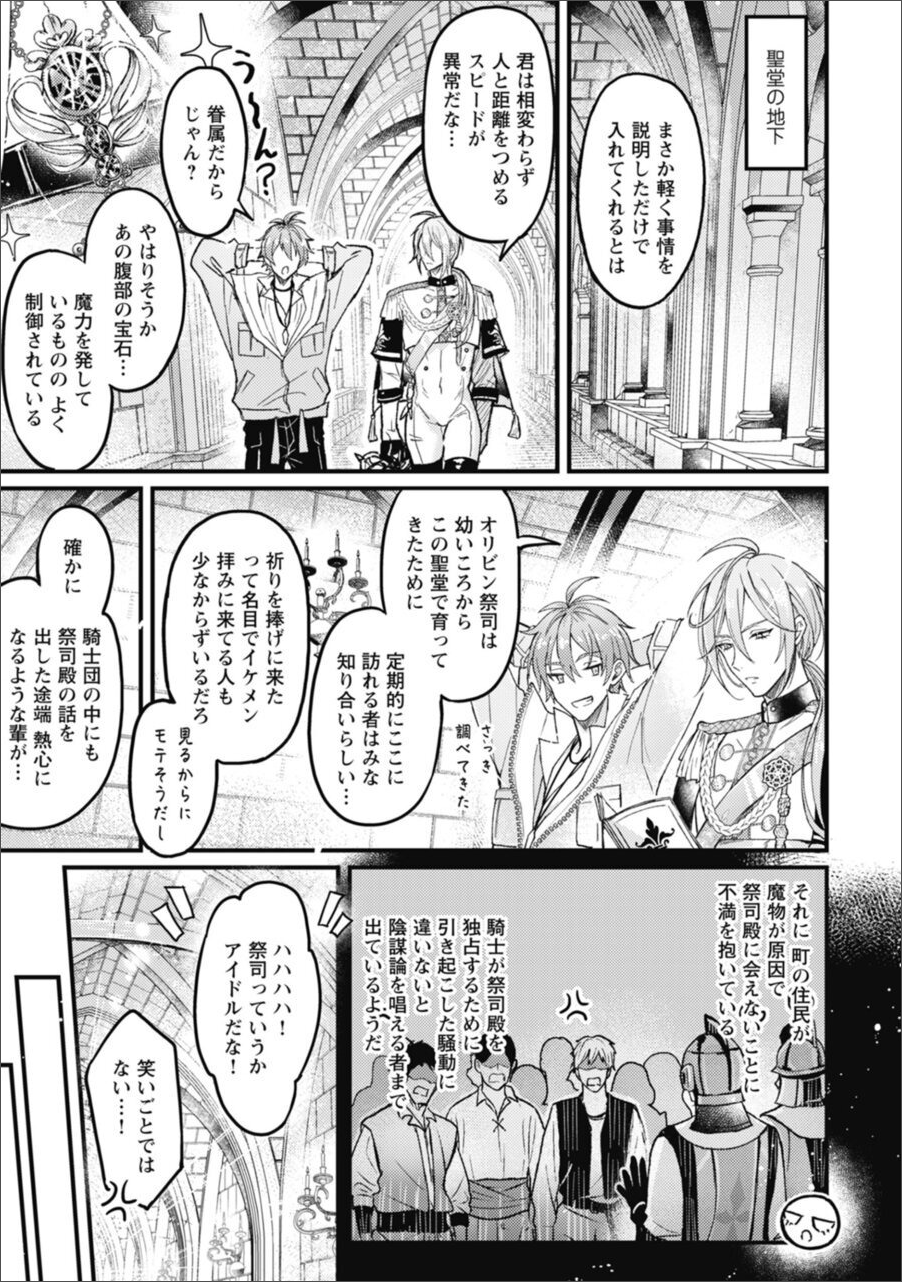 聖堂の地下
まさか軽く事情を
説明しただけで
入れてくれるとは
君は相変わらず
人と距離をつめる
スピードが
異常だな…
う〜ん?
眷属だから
じゃん?
やはりそうか
あの腹部の宝石…
魔力を発して
いるものの よく
制御されている
オリビン祭司は
幼いころから
この聖堂で育って
きたために
定期的にここに
訪れる者はみな
知り合いらしい…
さっき
調べてきた
祈りを捧げに来た
って名目でイケメン
拝みに来てる人も
少なからずいるだろ
見るからに
モテそうだし
確かに
騎士団の中にも
祭司殿の話を
出した途端 熱心に
なるような輩が…
それに 町の住民が
魔物が原因で
祭司殿に会えないことに
不満を抱いている
騎士が祭司殿を
独占するために
引き起こした騒動に
違いないと
陰謀論を唱える者まで
出ているようだ
ハハハハ!
祭司っていうか
アイドルだな!
笑いごとでは
ない…!